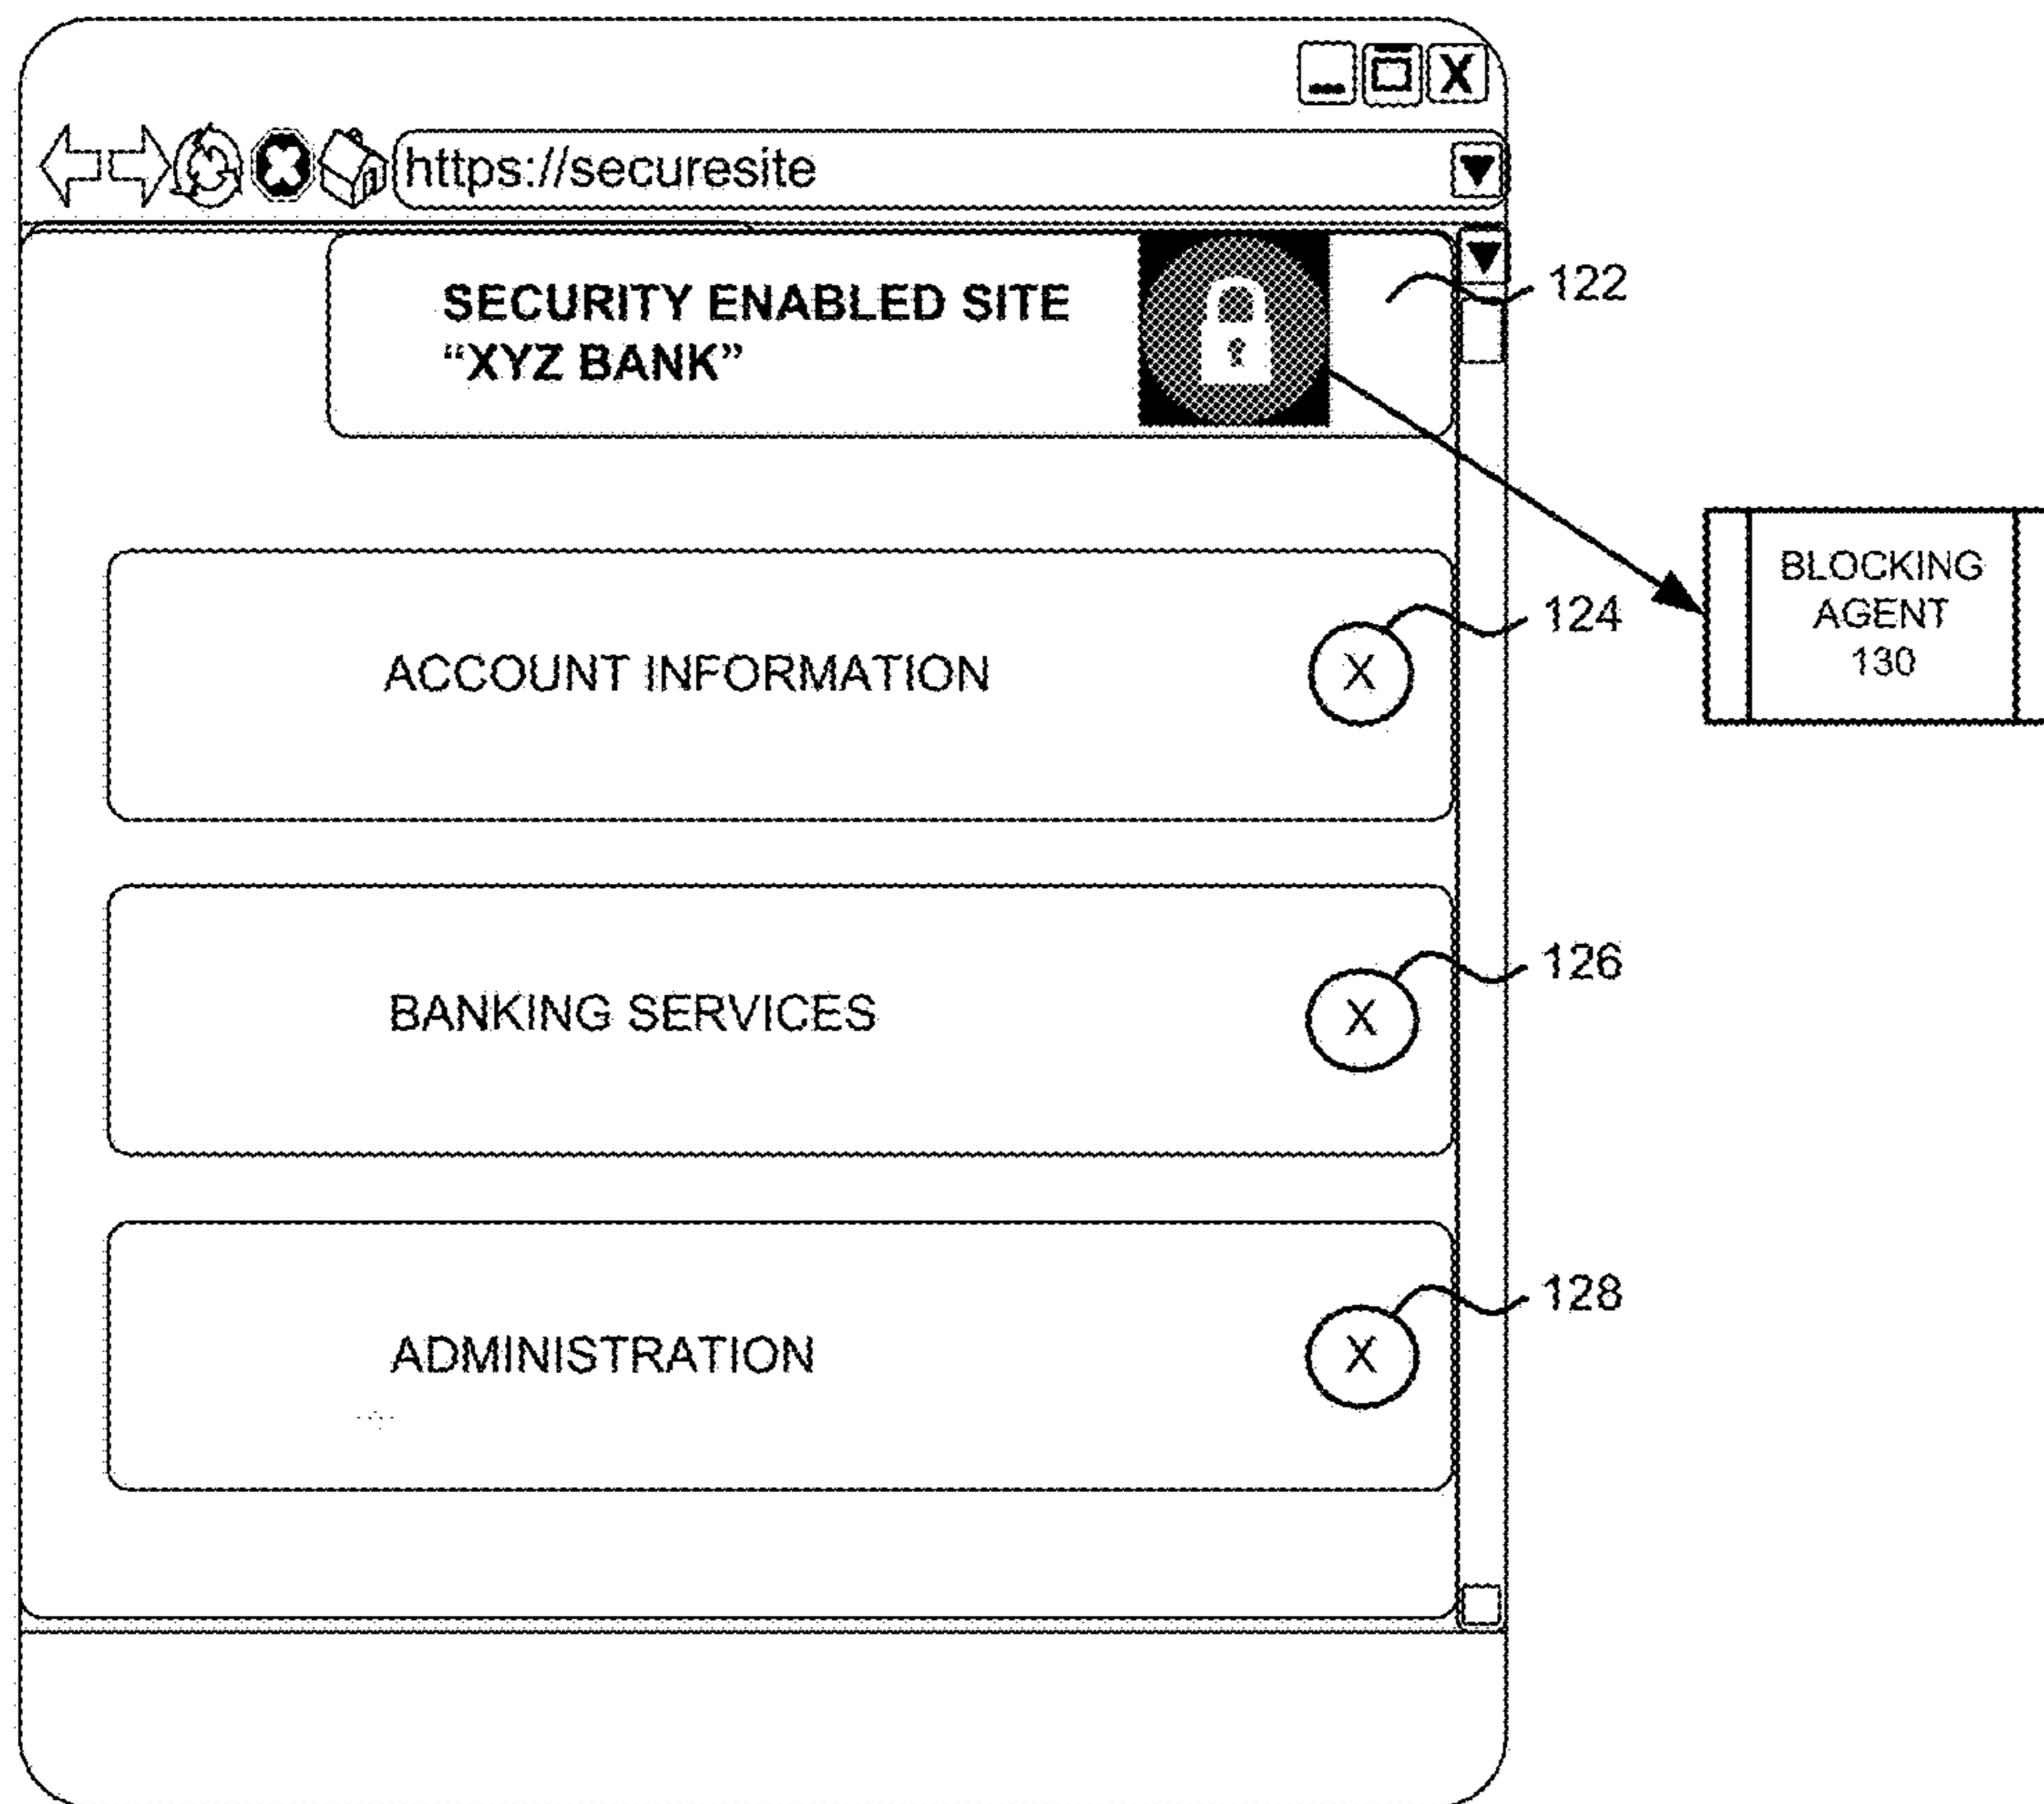 X
https://securesite
SECURITY ENABLED SITE
“XYZ BANK”
122
BLOCKING
AGENT
130
ACCOUNT INFORMATION
X
124
BANKING SERVICES
X
126
ADMINISTRATION
X
128